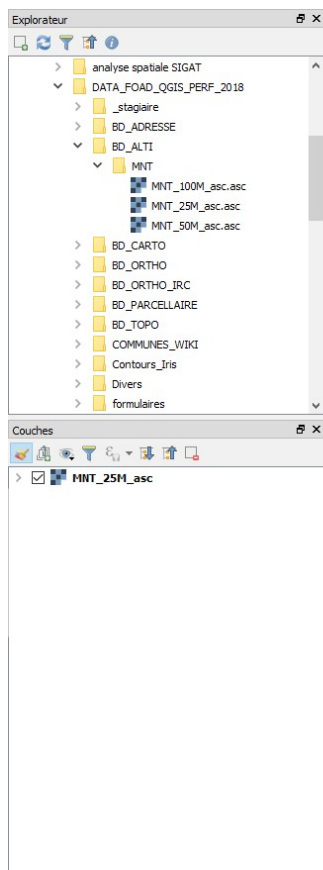 Explorateur
analyse spatiale SIGAT
DATA_FOAD_QGIS_PERF_2018
_stagiaire
BD_ADRESSE
BD_ALTI
MNT
MNT_100M_asc.asc
MNT_25M_asc.asc
MNT_50M_asc.asc
BD_CARTO
BD_ORTHO
BD_ORTHO_IRC
BD_PARCELLAIRE
BD_TOPO
COMMUNES_WIKI
Contours_Iris
Divers
formulaires
Couches
MNT_25M_asc